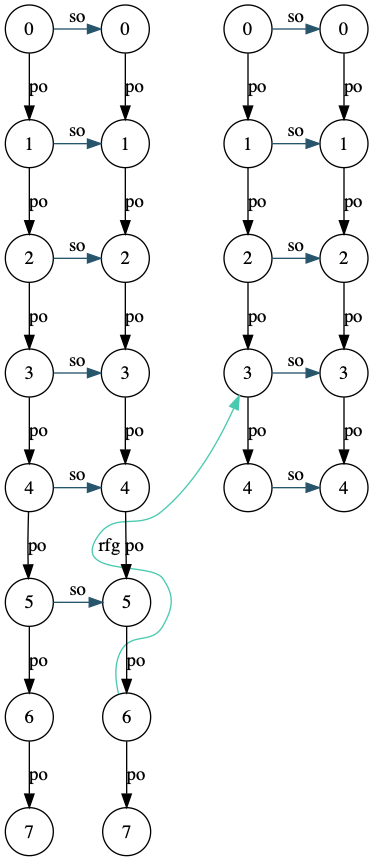 0 so 0 0 so 0
po po po po
1 so 1 1 so 1
po po po po
2 so 2 2 so 2
po po po po
3 so 3 3 so 3
po po po po
4 so 4 4 so 4
po rfg po
5 so 5
po po
6 6
po po
7 7